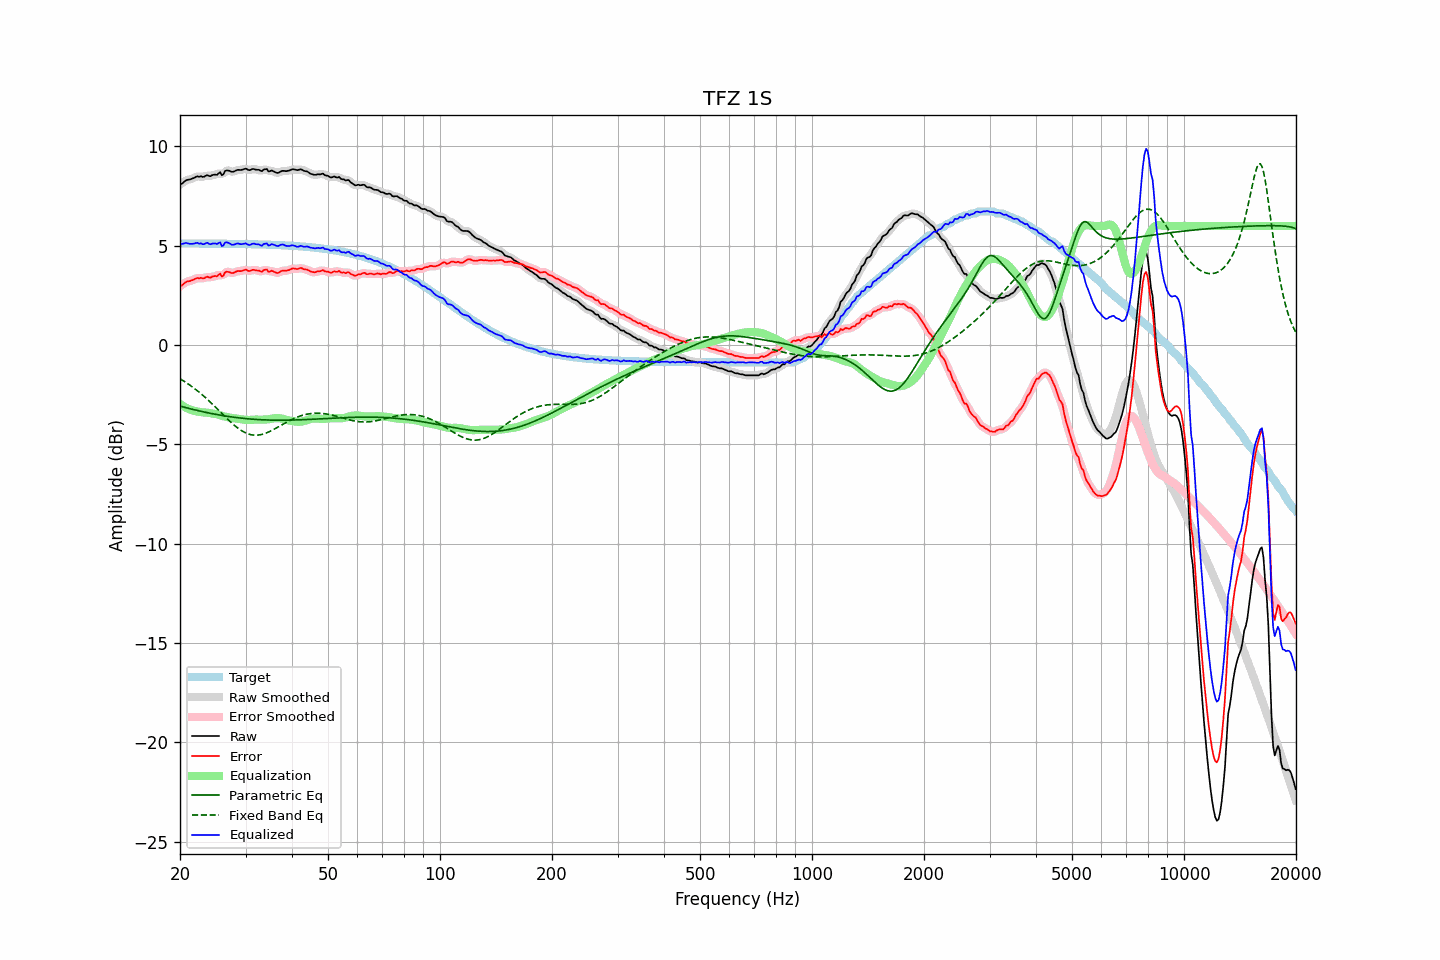 TFZ 1S
Amplitude (dBr)
10
5
0
−5
−10
−15
−20
−25
Target
Raw Smoothed
Error Smoothed
Raw
Error
Equalization
Parametric Eq
Fixed Band Eq
Equalized
20 50 100 200 500 1000 2000 5000 10000 20000
Frequency (Hz)